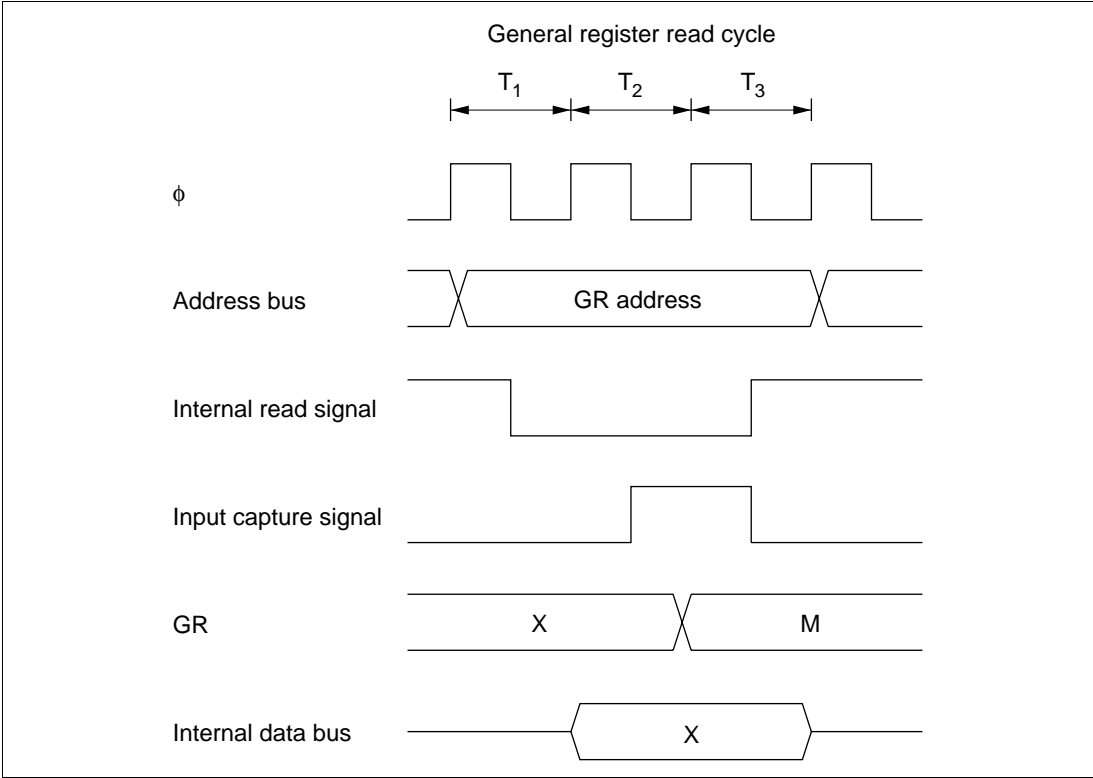 General register read cycle
T1 T2 T3
ϕ
Address bus GR address
Internal read signal
Input capture signal
GR X M
Internal data bus X